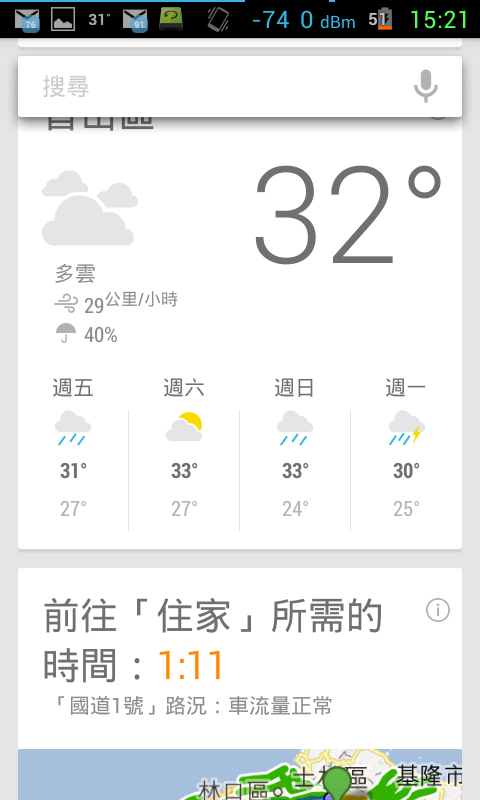 76
31°
91
-74 0 dBm
51
15:21
搜尋
32°
多雲
29公里/小時
40%
週五 週六 週日 週一
31° 33° 33° 30°
27° 27° 24° 25°
前往「住家」所需的
時間：1:11
「國道1號」路況：車流量正常
基隆市
林口區